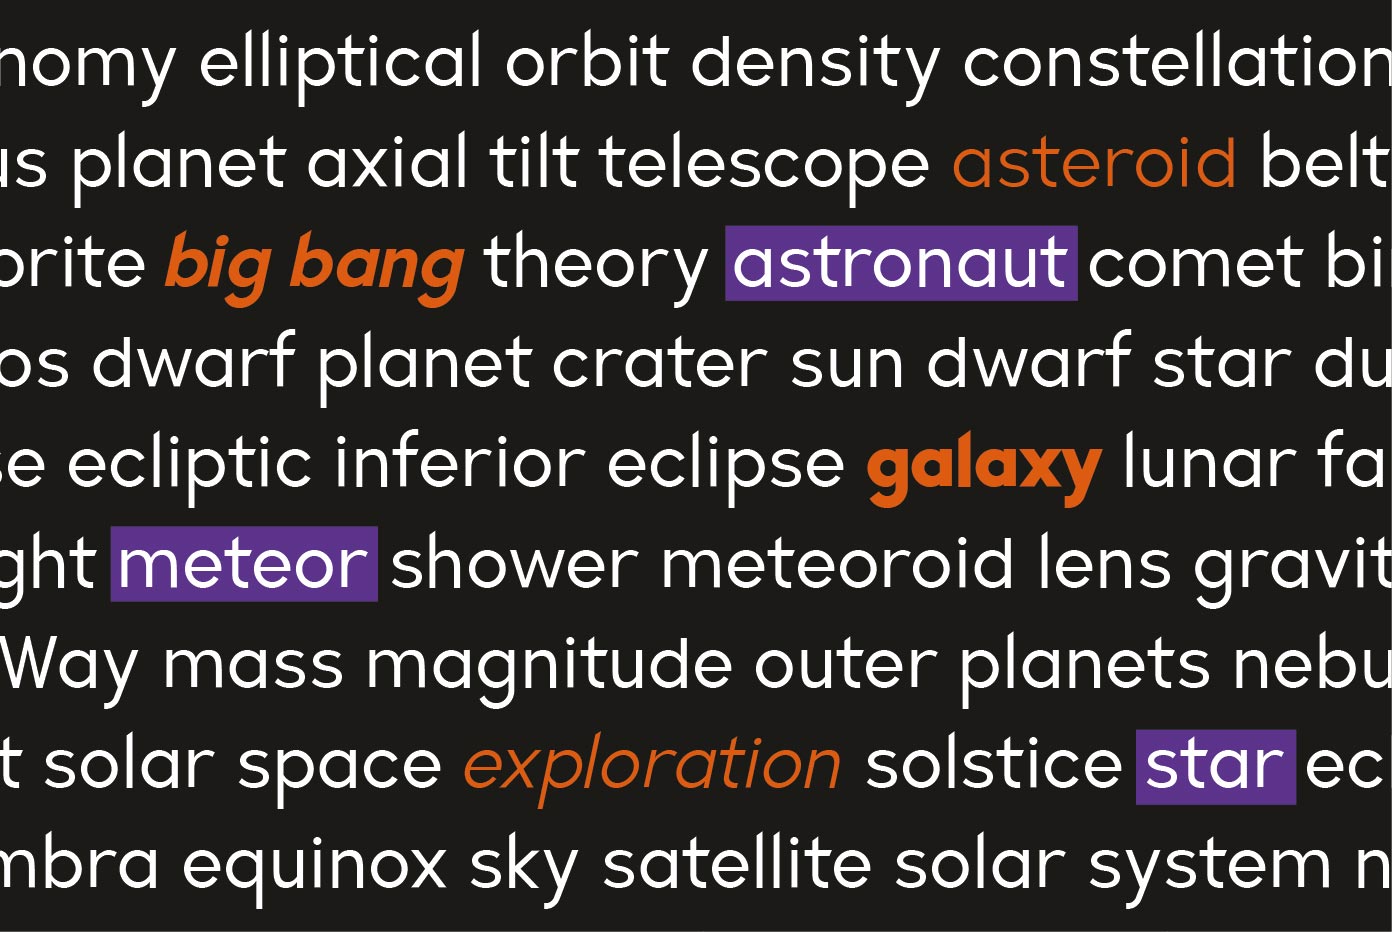 nomy elliptical orbit density constellation
us planet axial tilt telescope asteroid belt
orite big bang theory astronaut comet bi
os dwarf planet crater sun dwarf star du
se ecliptic inferior eclipse galaxy lunar fa
ght meteor shower meteoroid lens gravit
Way mass magnitude outer planets nebu
t solar space exploration solstice star ec
mbra equinox sky satellite solar system n